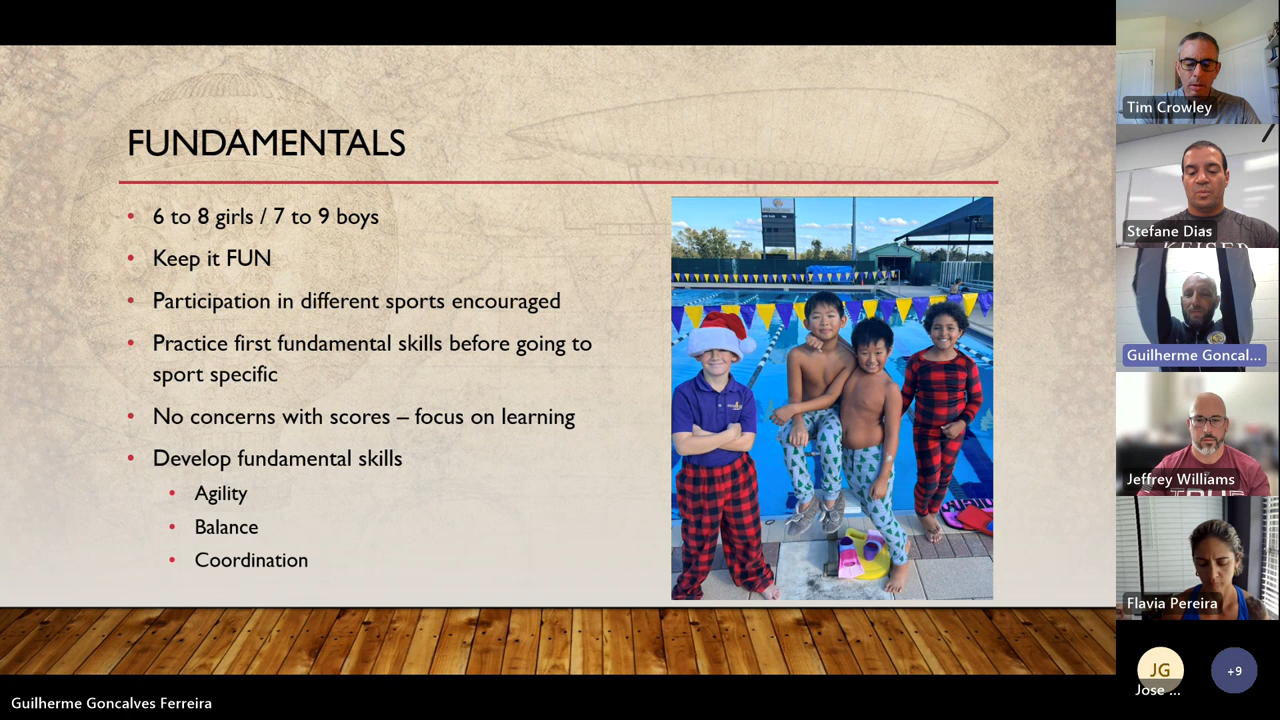 FUNDAMENTALS
• 6 to 8 girls / 7 to 9 boys
• Keep it FUN
• Participation in different sports encouraged
• Practice first fundamental skills before going to
sport specific
• No concerns with scores – focus on learning
• Develop fundamental skills
• Agility
• Balance
• Coordination
Tim Crowley
Stefane Dias
KEISER
Guilherme Goncal...
Jeffrey Williams
Flavia Pereira
JG
Jose ...
+9
Guilherme Goncalves Ferreira